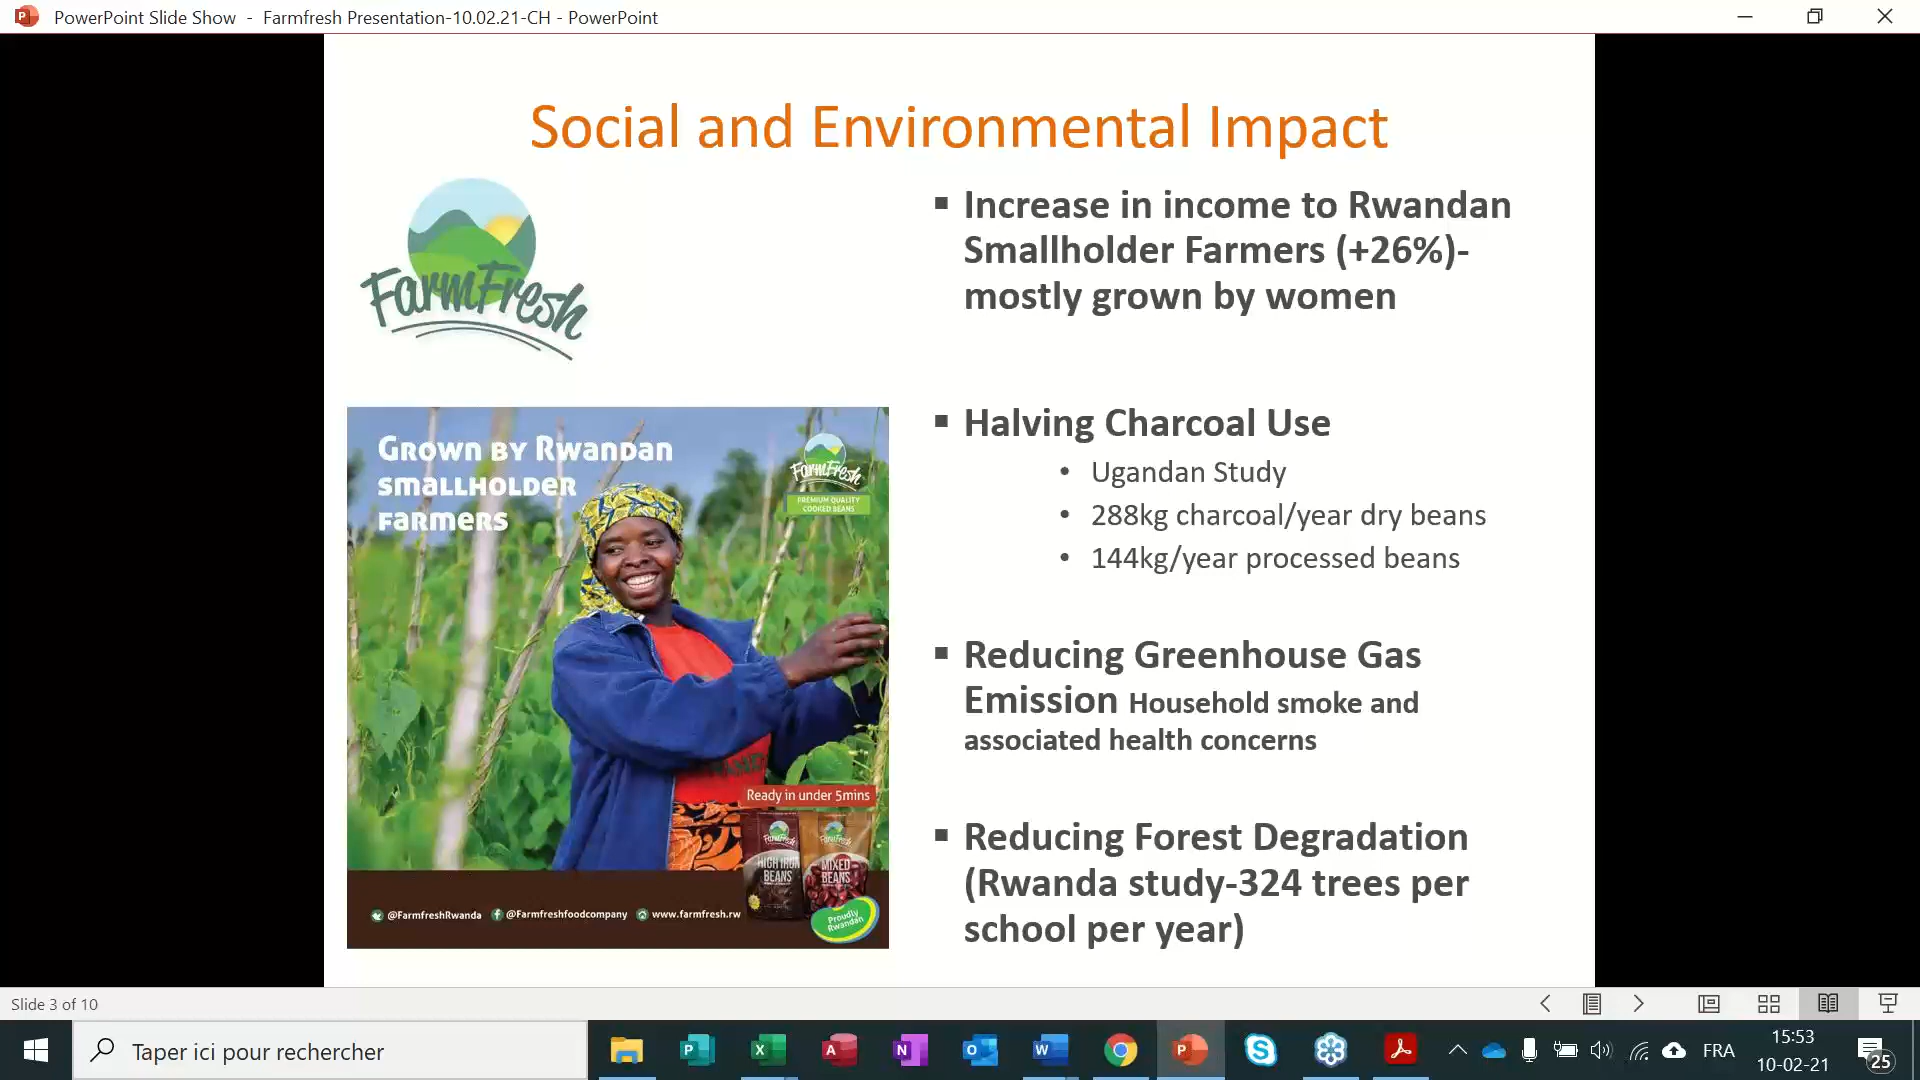 PowerPoint Slide Show - Farmfresh Presentation-10.02.21-CH - PowerPoint
Social and Environmental Impact
FarmFresh
Increase in income to Rwandan
Smallholder Farmers (+26%)-
mostly grown by women
Grown by Rwandan
smallholder
farmers
FarmFresh
PREMIUM QUALITY
COOKED BEANS
Ready in under 5mins
FarmFresh
HIGH IRON
BEANS
FarmFresh
MIXED
BEANS
Proudly
Rwandan
@FarmfreshRwanda @Farmfreshfoodcompany www.farmfresh.rw
Halving Charcoal Use
Ugandan Study
288kg charcoal/year dry beans
144kg/year processed beans
Reducing Greenhouse Gas
Emission Household smoke and
associated health concerns
Reducing Forest Degradation
(Rwanda study-324 trees per
school per year)
Slide 3 of 10
Taper ici pour rechercher
FRA
15:53
10-02-21
25